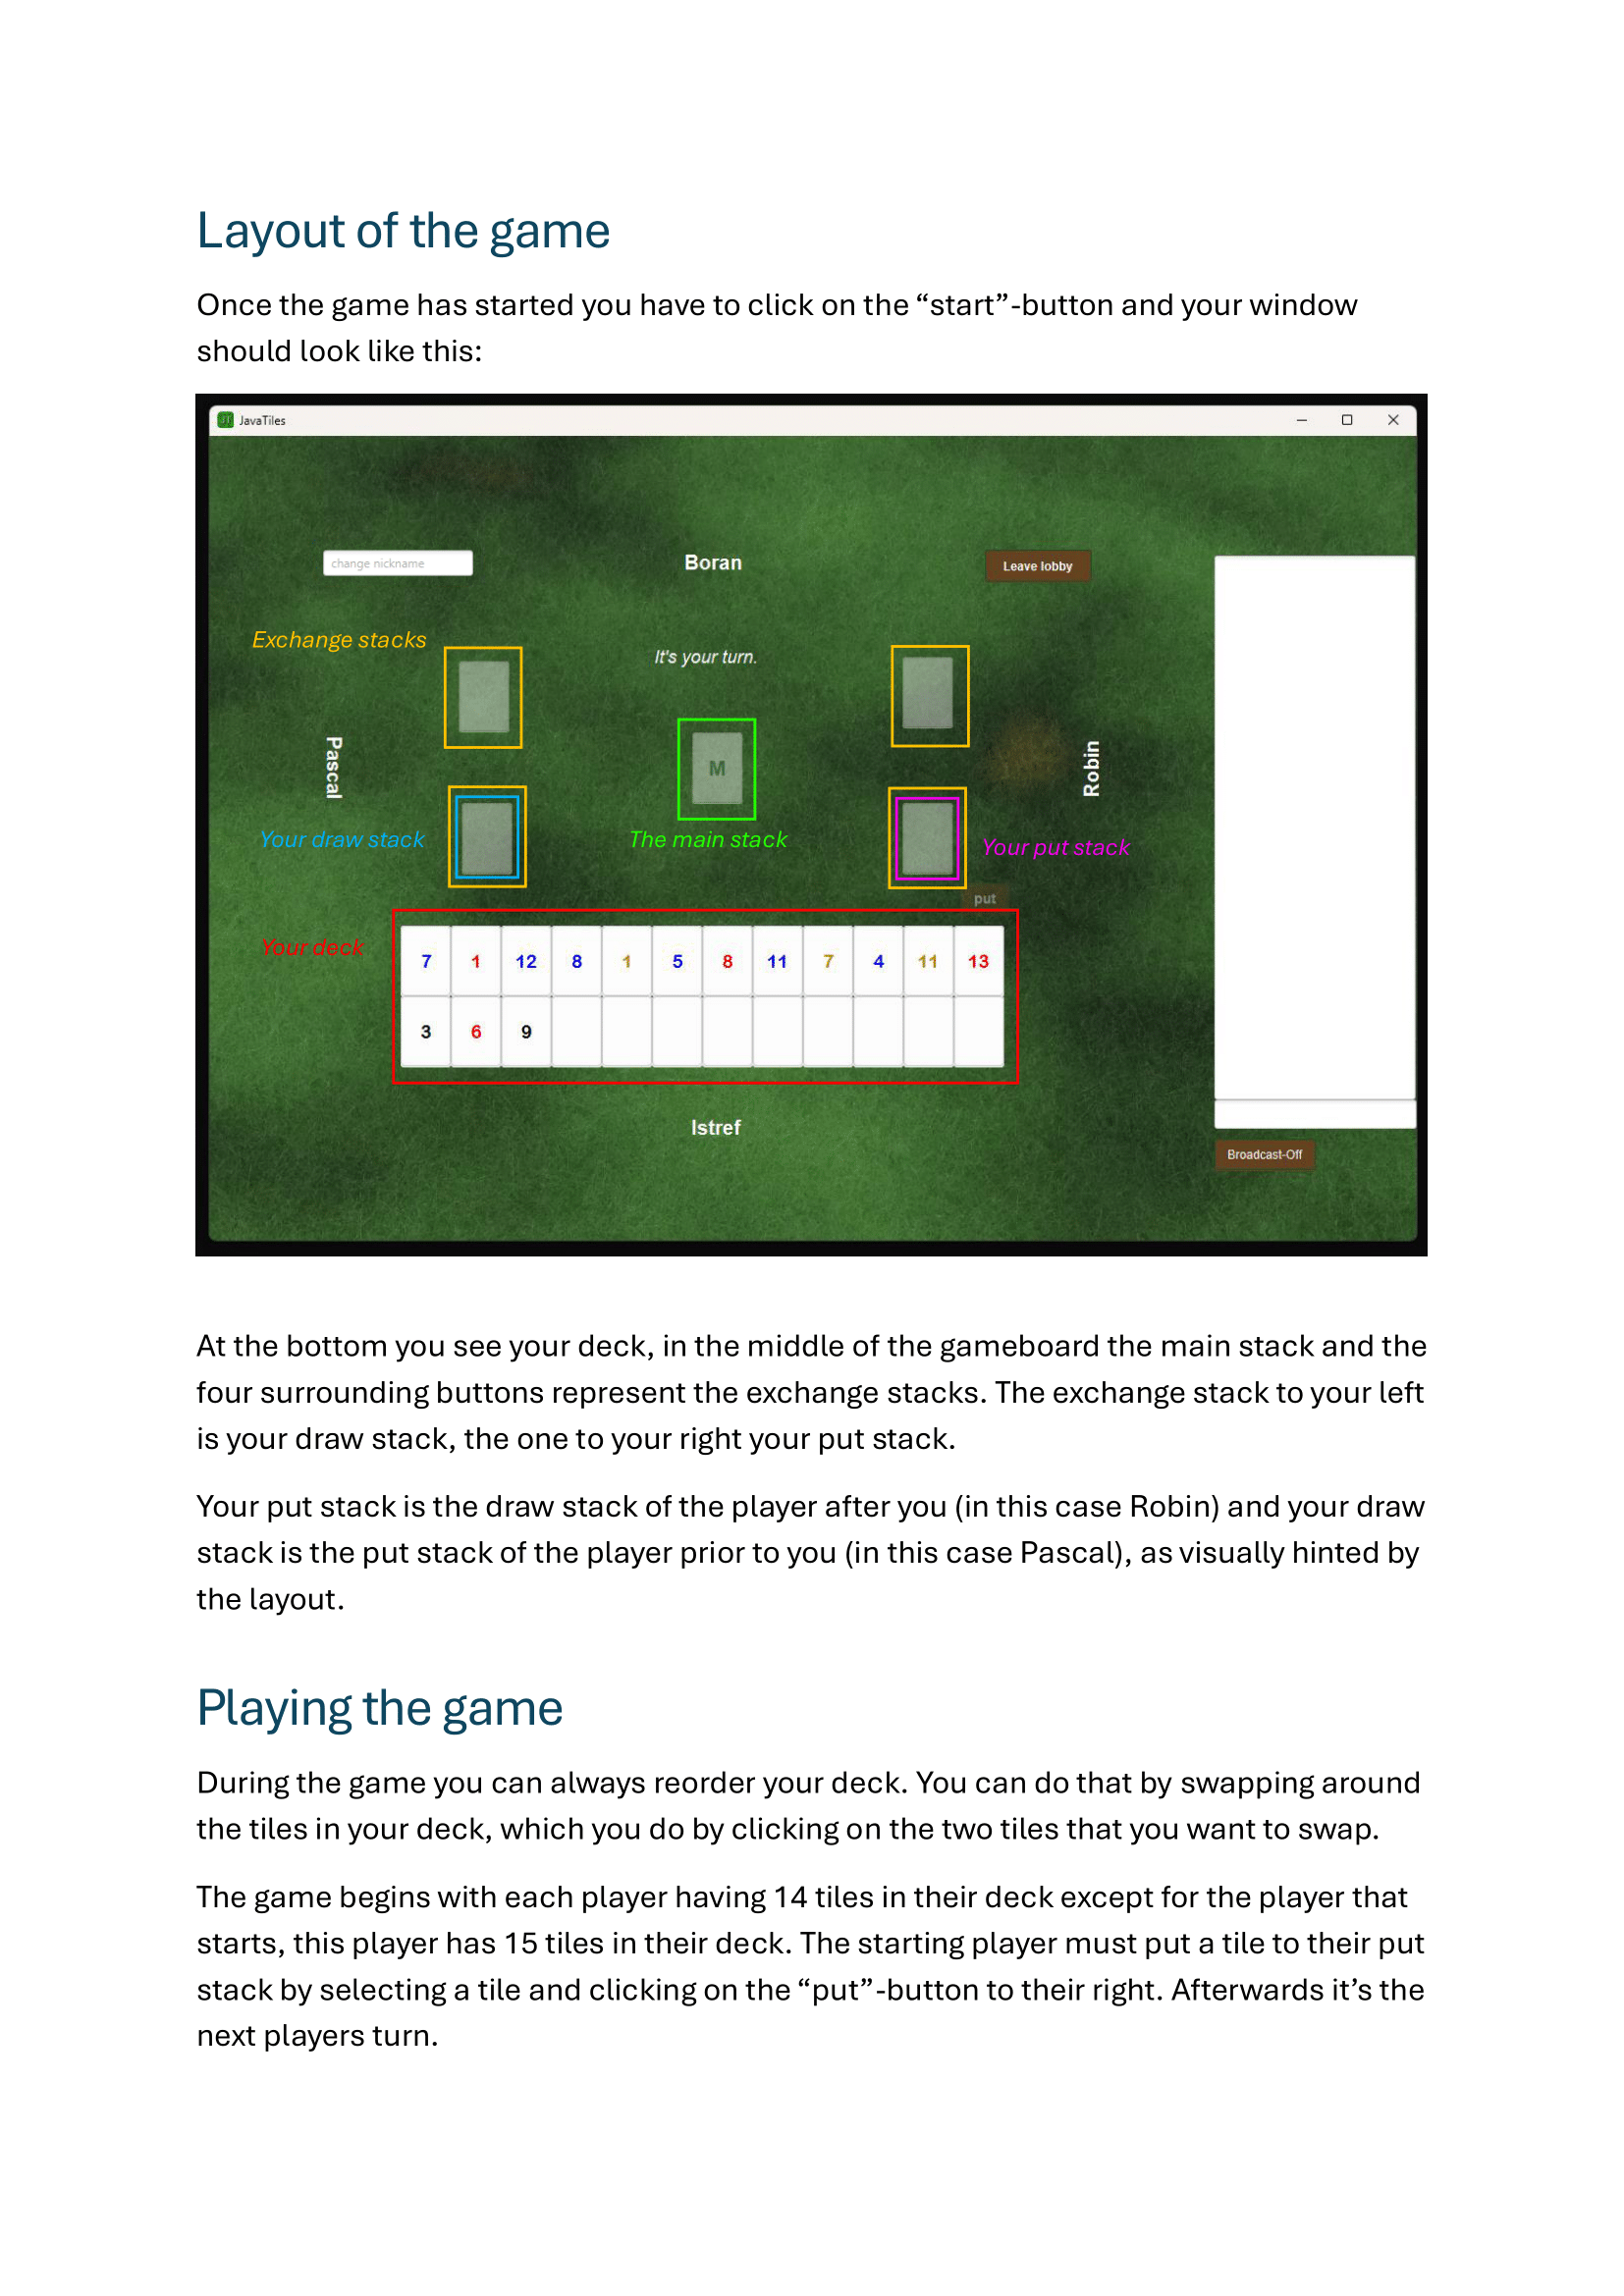 Layout of the game
Once the game has started you have to click on the “start”-button and your window
should look like this:
JT JavaTiles
change nickname
Boran
Leave lobby
Exchange stacks
It's your turn.
Pascal
M
Robin
Your draw stack
The main stack
Your put stack
put
Your deck
7 1 12 8 1 5 8 11 7 4 11 13
3 6 9
Istref
Broadcast-Off
At the bottom you see your deck, in the middle of the gameboard the main stack and the
four surrounding buttons represent the exchange stacks. The exchange stack to your left
is your draw stack, the one to your right your put stack.
Your put stack is the draw stack of the player after you (in this case Robin) and your draw
stack is the put stack of the player prior to you (in this case Pascal), as visually hinted by
the layout.
Playing the game
During the game you can always reorder your deck. You can do that by swapping around
the tiles in your deck, which you do by clicking on the two tiles that you want to swap.
The game begins with each player having 14 tiles in their deck except for the player that
starts, this player has 15 tiles in their deck. The starting player must put a tile to their put
stack by selecting a tile and clicking on the “put”-button to their right. Afterwards it’s the
next players turn.